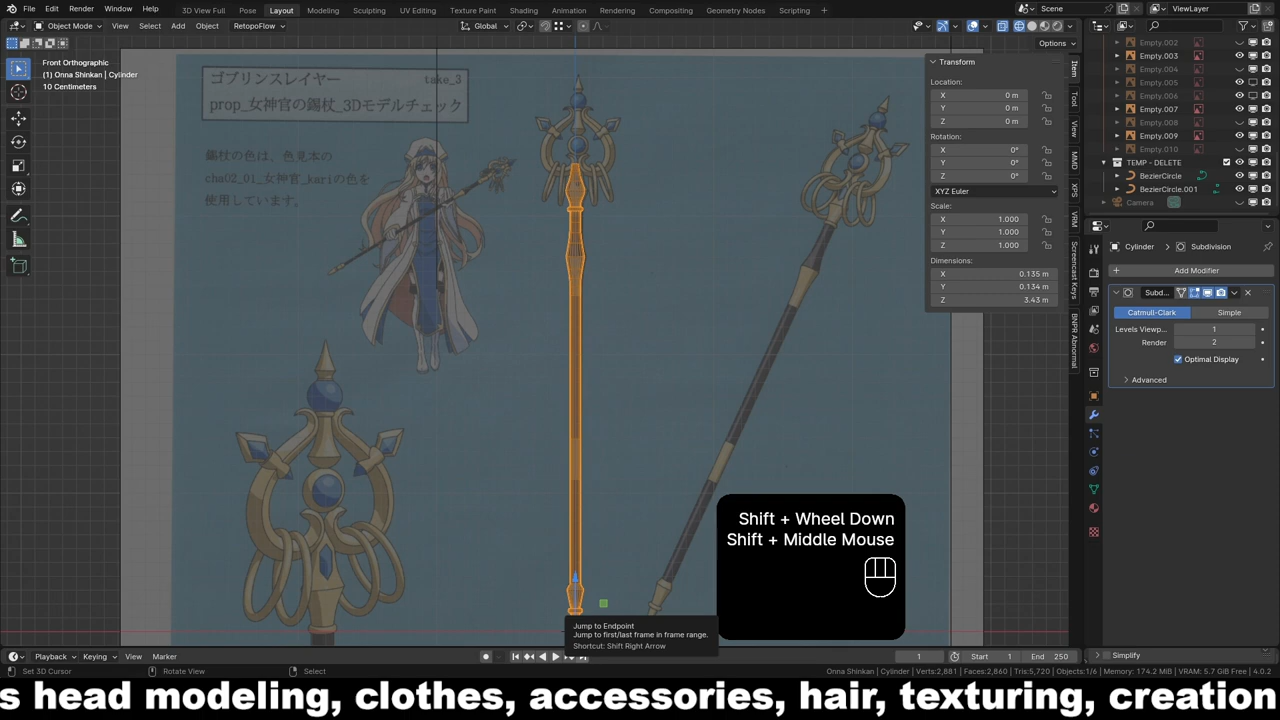 File Edit Render Window Help 3D View Full Pose Layout Modeling Sculpting UV Editing Texture Paint Shading Animation Rendering Compositing Geometry Nodes Scripting + Scene ViewLayer
Object Mode View Select Add Object RetopoFlow Global
Options
Front Orthographic
(1) Onna Shinkan | Cylinder
10 Centimeters
ゴブリンスレイヤー take_3
prop_女神官の錫杖_3Dモデルチェック
錫杖の色は、色見本の
cha02_01_女神官_kariの色を
使用しています。
Transform
Location:
X 0 m
Y 0 m
Z 0 m
Rotation:
X 0°
Y 0°
Z 0°
XYZ Euler
Scale:
X 1.000
Y 1.000
Z 1.000
Dimensions:
X 0.135 m
Y 0.134 m
Z 3.43 m
Item
Tool
View
MMD
XPS
VRM
Screencast Keys
BNPR Abnormal
Empty.002
Empty.003
Empty.004
Empty.005
Empty.006
Empty.007
Empty.008
Empty.009
Empty.010
TEMP - DELETE
BezierCircle
BezierCircle.001
Camera
Cylinder > Subdivision
+ Add Modifier
Subd...
Catmull-Clark Simple
Levels Viewp... 1
Render 2
Optimal Display
Advanced
Simplify
Shift + Wheel Down
Shift + Middle Mouse
Jump to Endpoint
Jump to first/last frame in frame range.
Shortcut: Shift Right Arrow
Playback Keying View Marker 1 Start 1 End 250
Set 3D Cursor Rotate View Select Onna Shinkan | Cylinder | Verts:2,881 | Faces:2,860 | Tris:5,720 | Objects:1/6 | Memory: 174.2 MiB | VRAM: 5.7 GiB Free | 4.0.2
s head modeling, clothes, accessories, hair, texturing, creation